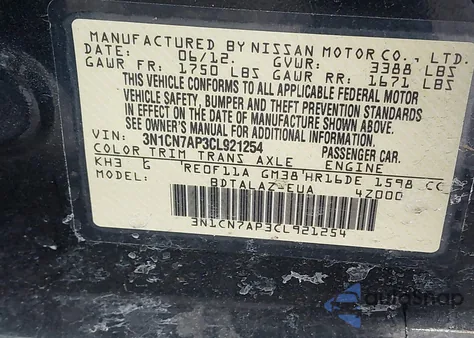 MANUFACTURED BY NISSAN MOTOR CO., LTD.
DATE: 06/12 GVWR: 3388 LBS
GAWR FR: 1750 LBS GAWR RR: 1671 LBS
THIS VEHICLE CONFORMS TO ALL APPLICABLE FEDERAL MOTOR
VEHICLE SAFETY, BUMPER AND THEFT PREVENTION STANDARDS
IN EFFECT ON THE DATE OF MANUFACTURE SHOWN ABOVE.
SEE OWNER'S MANUAL FOR ADDITIONAL INFORMATION.
VIN: 3N1CN7AP3CL921254 PASSENGER CAR.
COLOR TRIM TRANS AXLE ENGINE
KH3 G RE0F11A GM38 HR16DE 1598 CC
MODEL: BDTALAZ-EUA 42000
3N1CN7AP3CL921254
autosnap